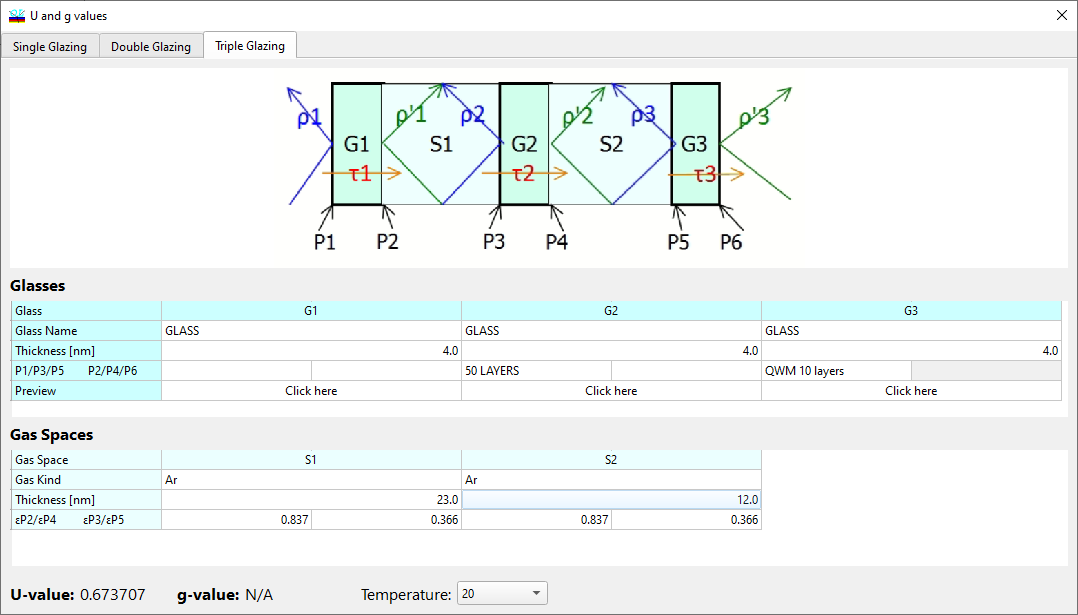 U and g values
Single Glazing Double Glazing Triple Glazing
ρ1 ρ'1 ρ2 ρ'2 ρ3 ρ'3
G1 S1 G2 S2 G3
τ1 τ2 τ3
P1 P2 P3 P4 P5 P6
Glasses
Glass G1 G2 G3
Glass Name GLASS GLASS GLASS
Thickness [nm] 4.0 4.0 4.0
P1/P3/P5 P2/P4/P6 50 LAYERS QWM 10 layers
Preview Click here Click here Click here
Gas Spaces
Gas Space S1 S2
Gas Kind Ar Ar
Thickness [nm] 23.0 12.0
εP2/εP4 εP3/εP5 0.837 0.366 0.837 0.366
U-value: 0.673707 g-value: N/A Temperature: 20